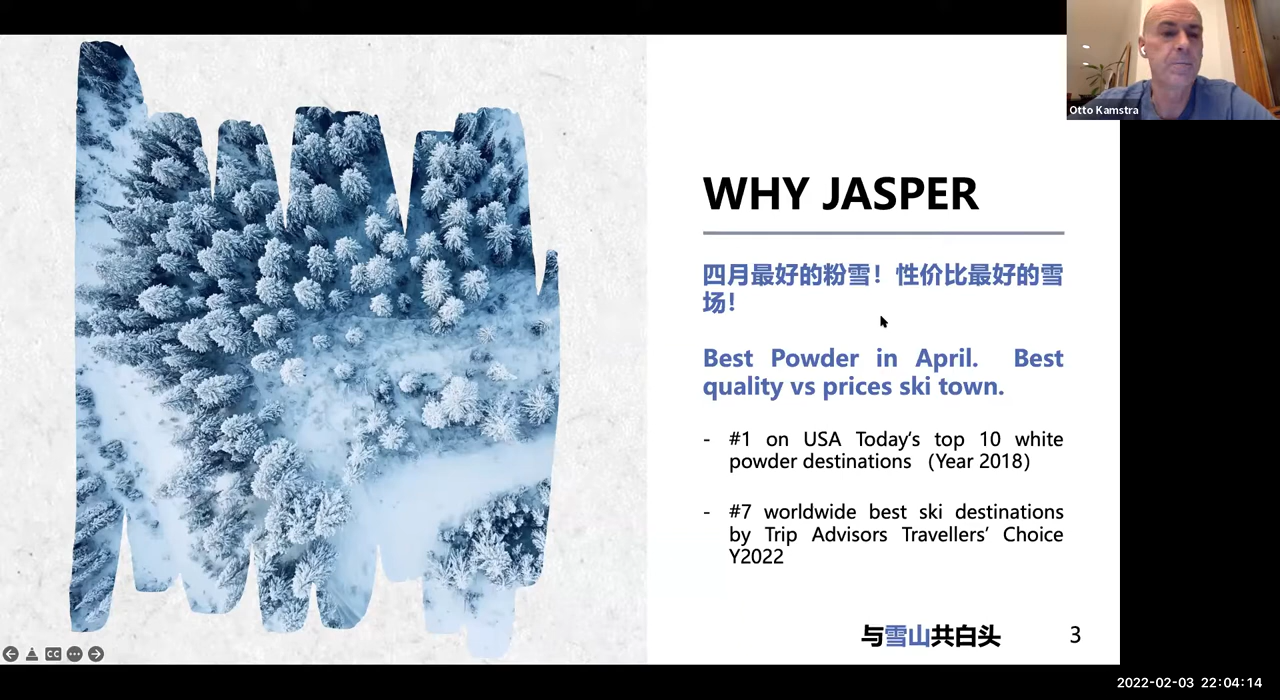 Otto Kamstra
WHY JASPER
四月最好的粉雪！性价比最好的雪
场！
Best Powder in April. Best
quality vs prices ski town.
- #1 on USA Today's top 10 white
powder destinations （Year 2018）
- #7 worldwide best ski destinations
by Trip Advisors Travellers' Choice
Y2022
与雪山共白头
3
CC
2022-02-03 22:04:14